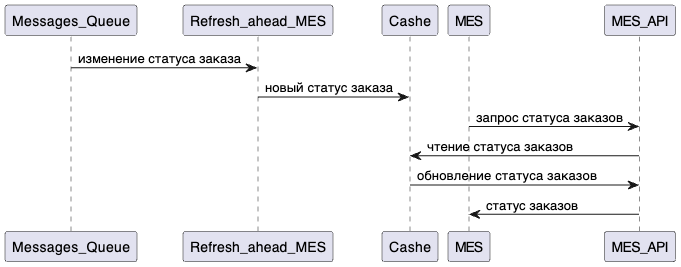 Messages_Queue Refresh_ahead_MES Cashe MES MES_API
изменение статуса заказа
новый статус заказа
запрос статуса заказов
чтение статуса заказов
обновление статуса заказов
статус заказов
Messages_Queue Refresh_ahead_MES Cashe MES MES_API